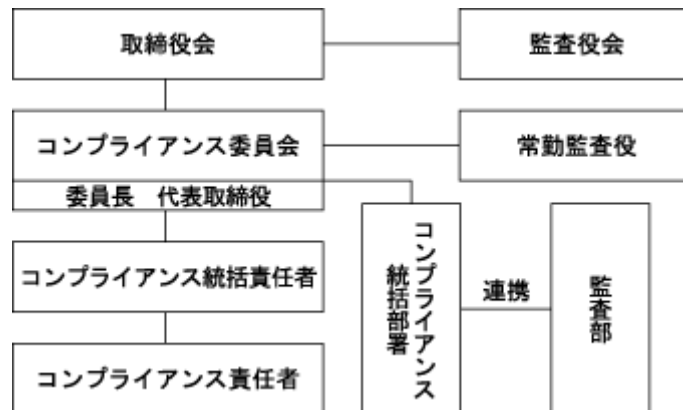 取締役会
監査役会
コンプライアンス委員会
常勤監査役
委員長 代表取締役
コンプライアンス統括責任者
コンプライアンス
統括部署
連携
監査部
コンプライアンス責任者